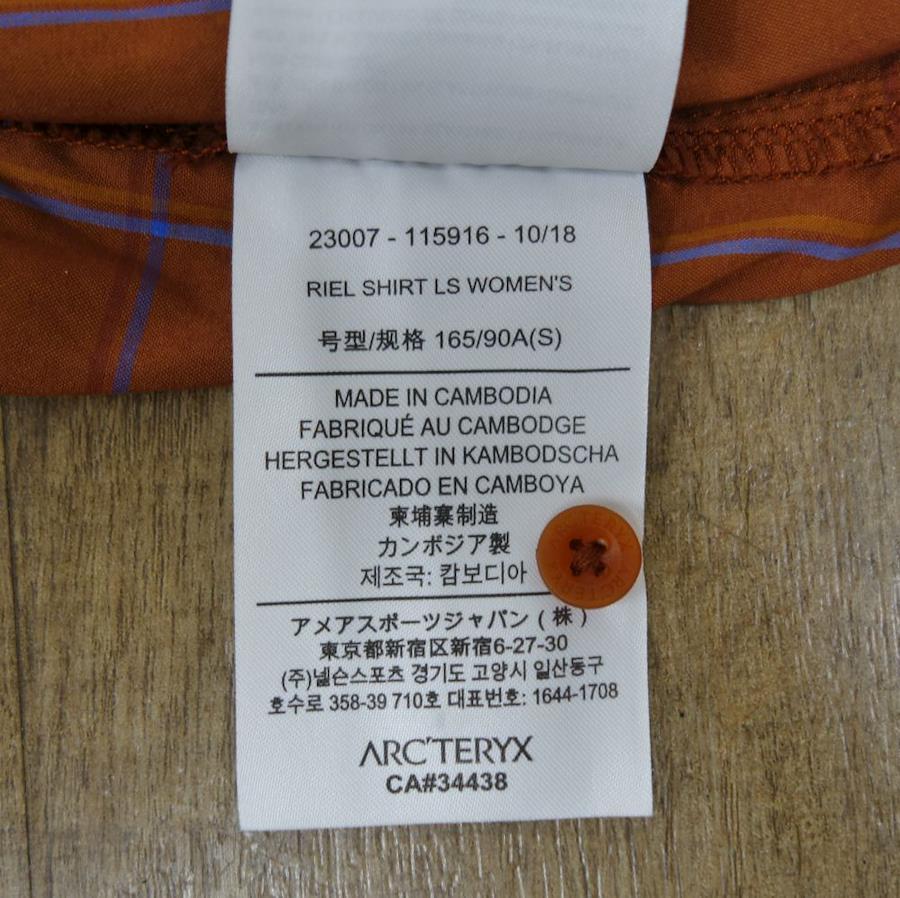 23007 - 115916 - 10/18
RIEL SHIRT LS WOMEN'S
号型/规格 165/90A(S)
MADE IN CAMBODIA
FABRIQUÉ AU CAMBODGE
HERGESTELLT IN KAMBODSCHA
FABRICADO EN CAMBOYA
柬埔寨制造
カンボジア製
제조국: 캄보디아
アメアスポーツジャパン ( 株 )
東京都新宿区新宿6-27-30
(주)넬슨스포츠 경기도 고양시 일산동구
호수로 358-39 710호 대표번호: 1644-1708
ARC'TERYX
CA#34438